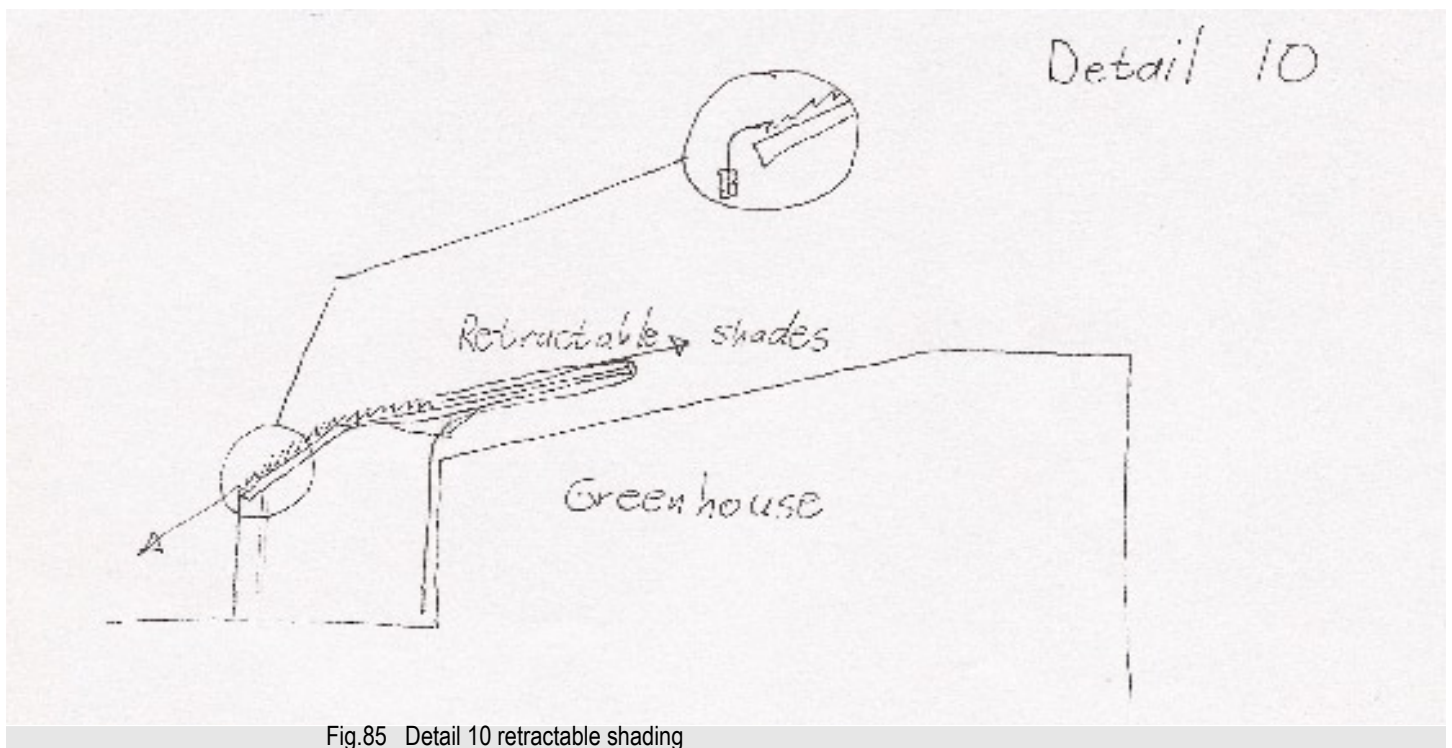 Detail 10
Retractable shades
Greenhouse
Fig.85 Detail 10 retractable shading